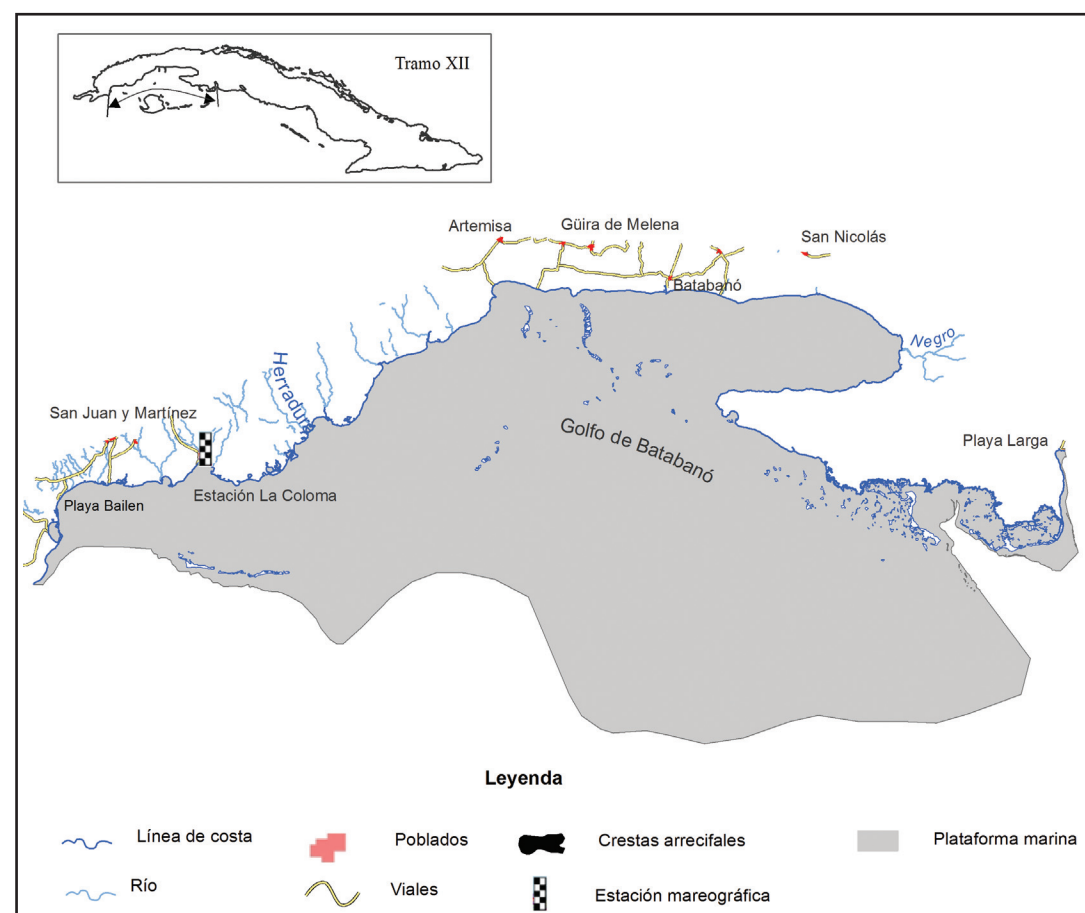 Tramo XII
Artemisa
Güira de Melena
San Nicolás
Batabanó
Negro
Herradura
San Juan y Martínez
Golfo de Batabanó
Playa Larga
Estación La Coloma
Playa Bailen
Leyenda
Línea de costa
Poblados
Crestas arrecifales
Plataforma marina
Río
Viales
Estación mareográfica